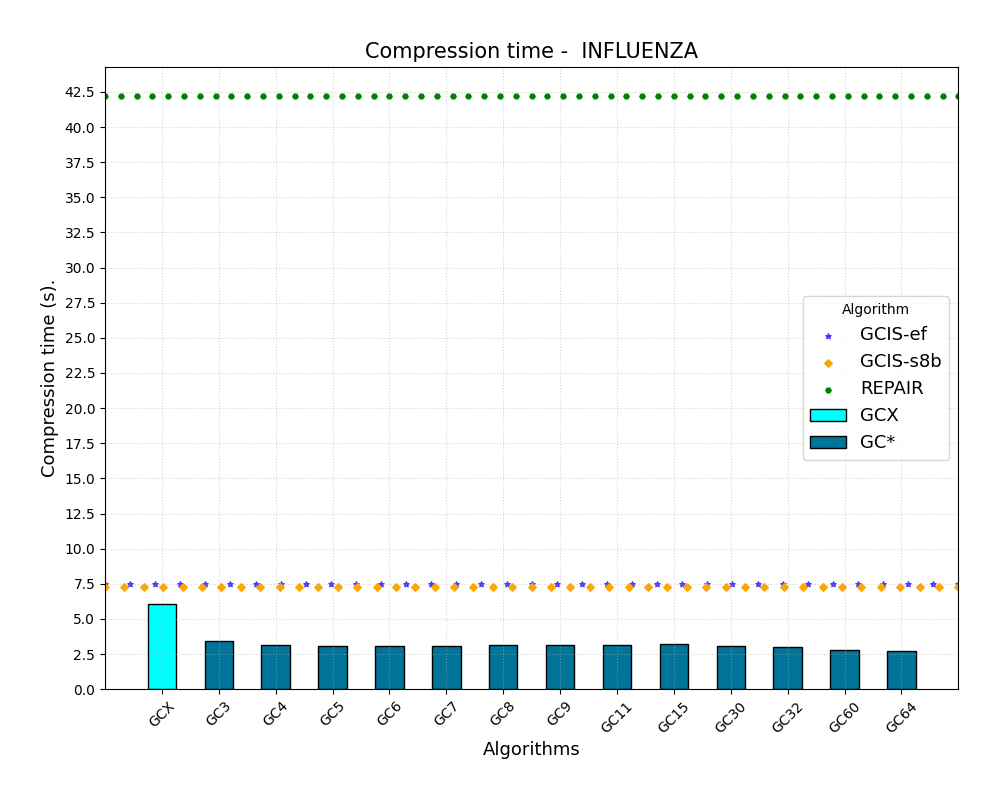 Compression time -  INFLUENZA
Compression time (s).
42.5
40.0
37.5
35.0
32.5
30.0
27.5
25.0
22.5
20.0
17.5
15.0
12.5
10.0
7.5
5.0
2.5
0.0
Algorithm
GCIS-ef
GCIS-s8b
REPAIR
GCX
GC*
GCX
GC3
GC4
GC5
GC6
GC7
GC8
GC9
GC11
GC15
GC30
GC32
GC60
GC64
Algorithms